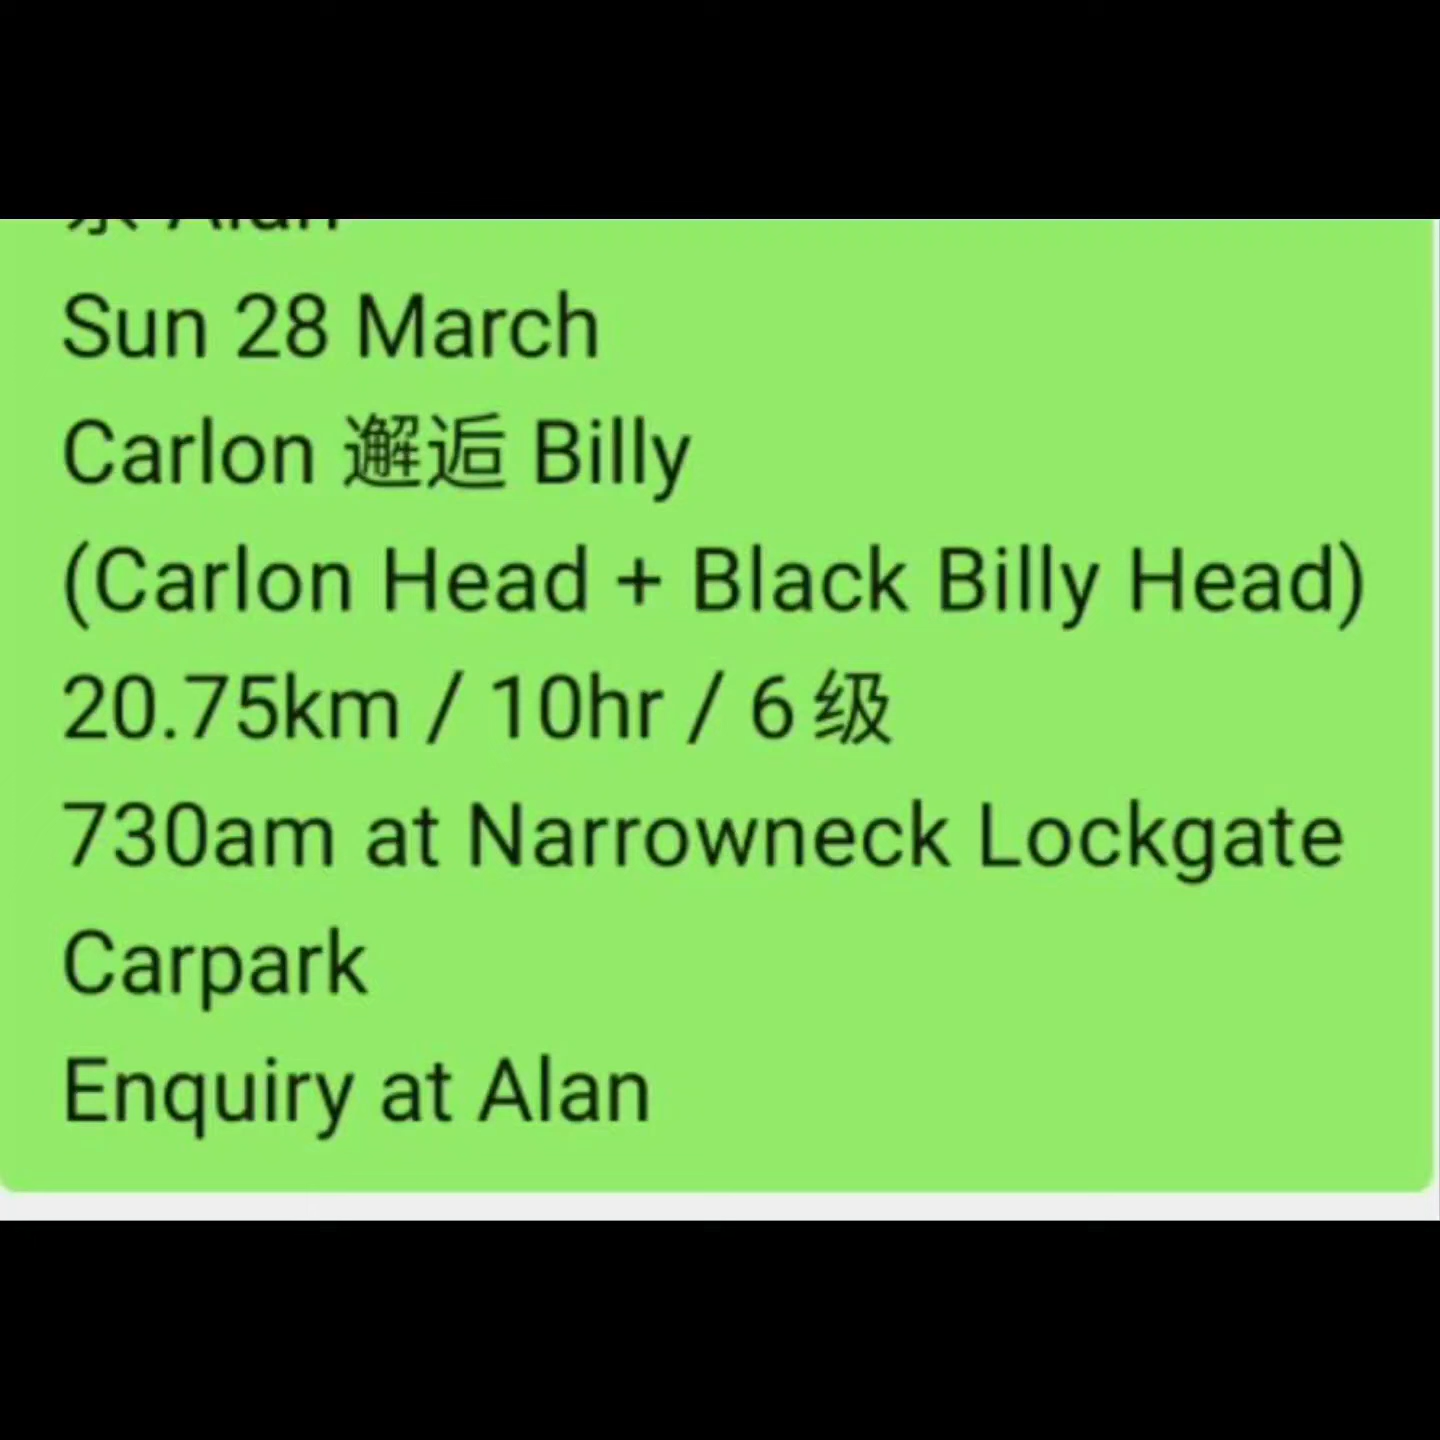 Alan
Sun 28 March
Carlon 邂逅 Billy
(Carlon Head + Black Billy Head)
20.75km / 10hr / 6级
730am at Narrowneck Lockgate
Carpark
Enquiry at Alan